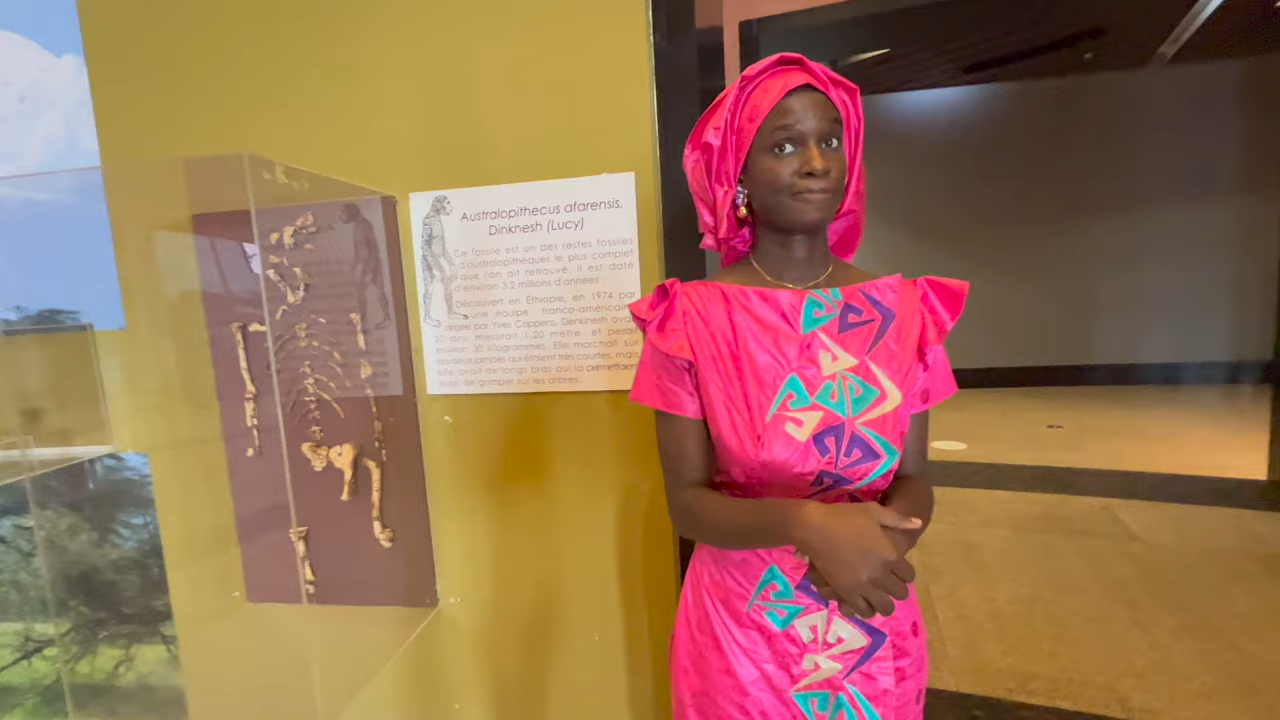 Australopithecus afarensis,
Dinknesh (Lucy)
Ce fossile est un des restes fossiles
d'australopithèques le plus complet
que l'on ait retrouvé. Il est daté
d'environ 3,2 millions d'années
Découvert en Éthiopie, en 1974 par
une équipe franco-américaine
dirigée par Yves Coppens, Denkinesh avait
20 ans, mesurait 1,20 mètre et pesait
environ 30 kilogrammes. Elle marchait sur
ses deux jambes qui étaient très courtes, mais
elle avait de longs bras qui la permettaient
aussi de grimper sur les arbres.